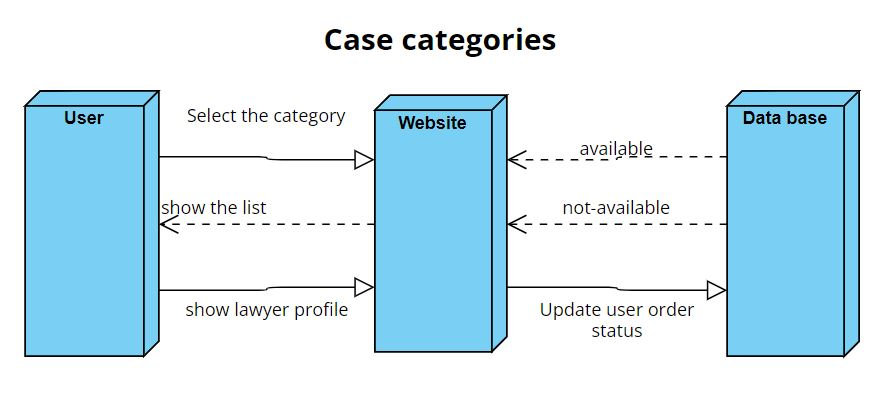 Case categories
User
Select the category
Website
Data base
available
show the list
not-available
show lawyer profile
Update user order
status